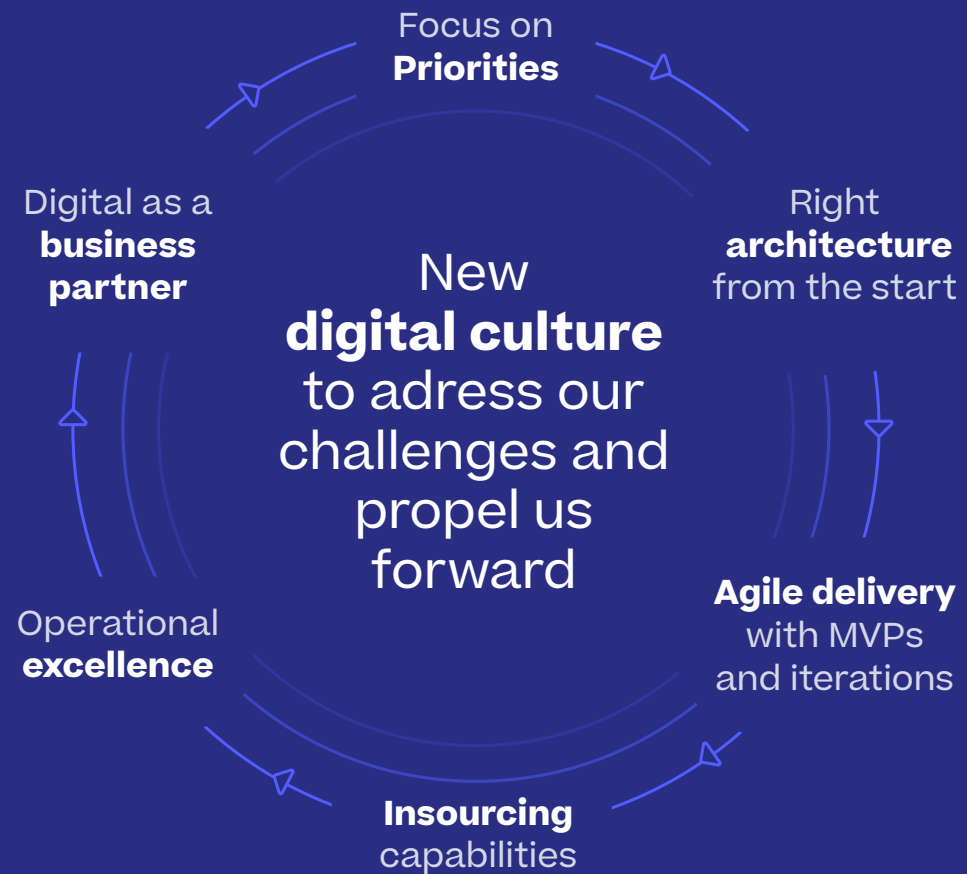 Focus on
Priorities
Right
architecture
from the start
Agile delivery
with MVPs
and iterations
Insourcing
capabilities
Operational
excellence
Digital as a
business
partner
New
digital culture
to adress our
challenges and
propel us
forward